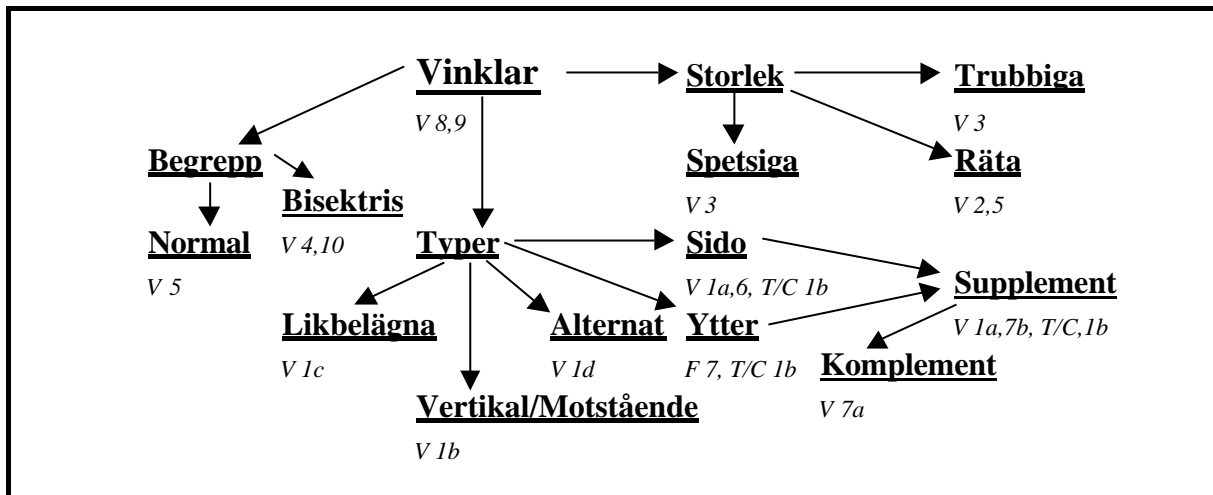 Vinklar
Storlek
Trubbiga
V 8,9
V 3
Begrepp
Spetsiga
Räta
Bisektris
V 3
V 2,5
Normal
V 4,10
Typer
Sido
V 5
V 1a,6, T/C 1b
Supplement
Likbelägna
Alternat
Ytter
V 1a,7b, T/C,1b
V 1c
V 1d
F 7, T/C 1b
Komplement
Vertikal/Motstående
V 7a
V 1b